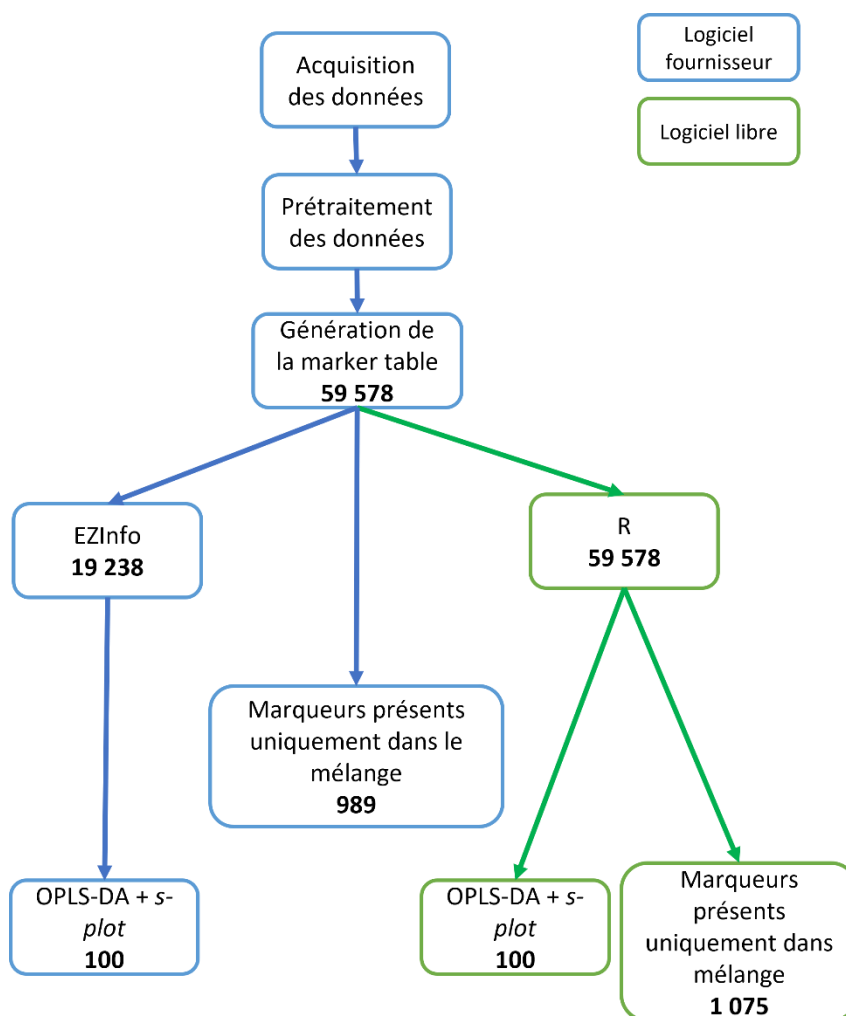 Acquisition
des données
Logiciel
fournisseur
Logiciel libre
Prétraitement
des données
Génération de
la marker table
59 578
EZInfo
19 238
R
59 578
Marqueurs présents
uniquement dans le
mélange
989
OPLS-DA + s-
plot
100
OPLS-DA + s-
plot
100
Marqueurs
présents
uniquement dans
mélange
1 075